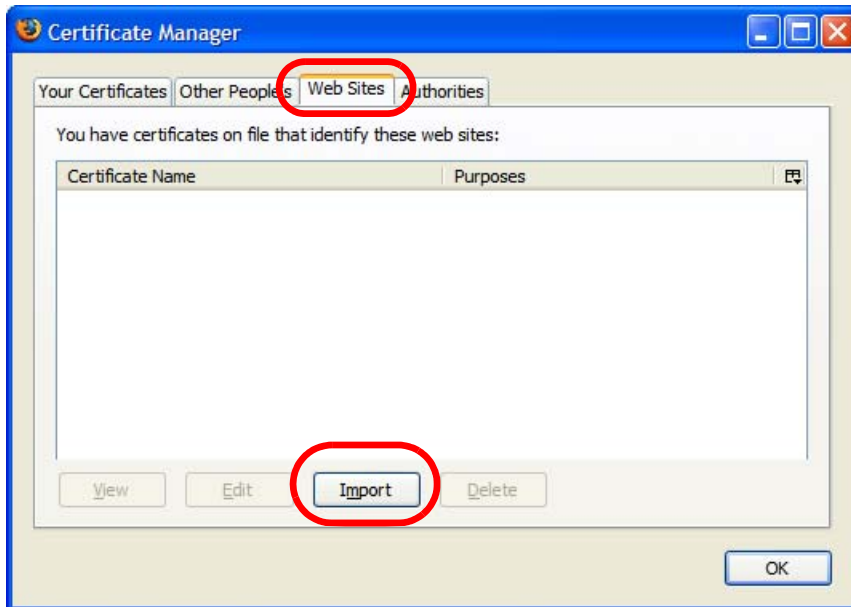 Certificate Manager
Your Certificates Other People's Web Sites Authorities
You have certificates on file that identify these web sites:
Certificate Name Purposes
View Edit Import Delete
OK